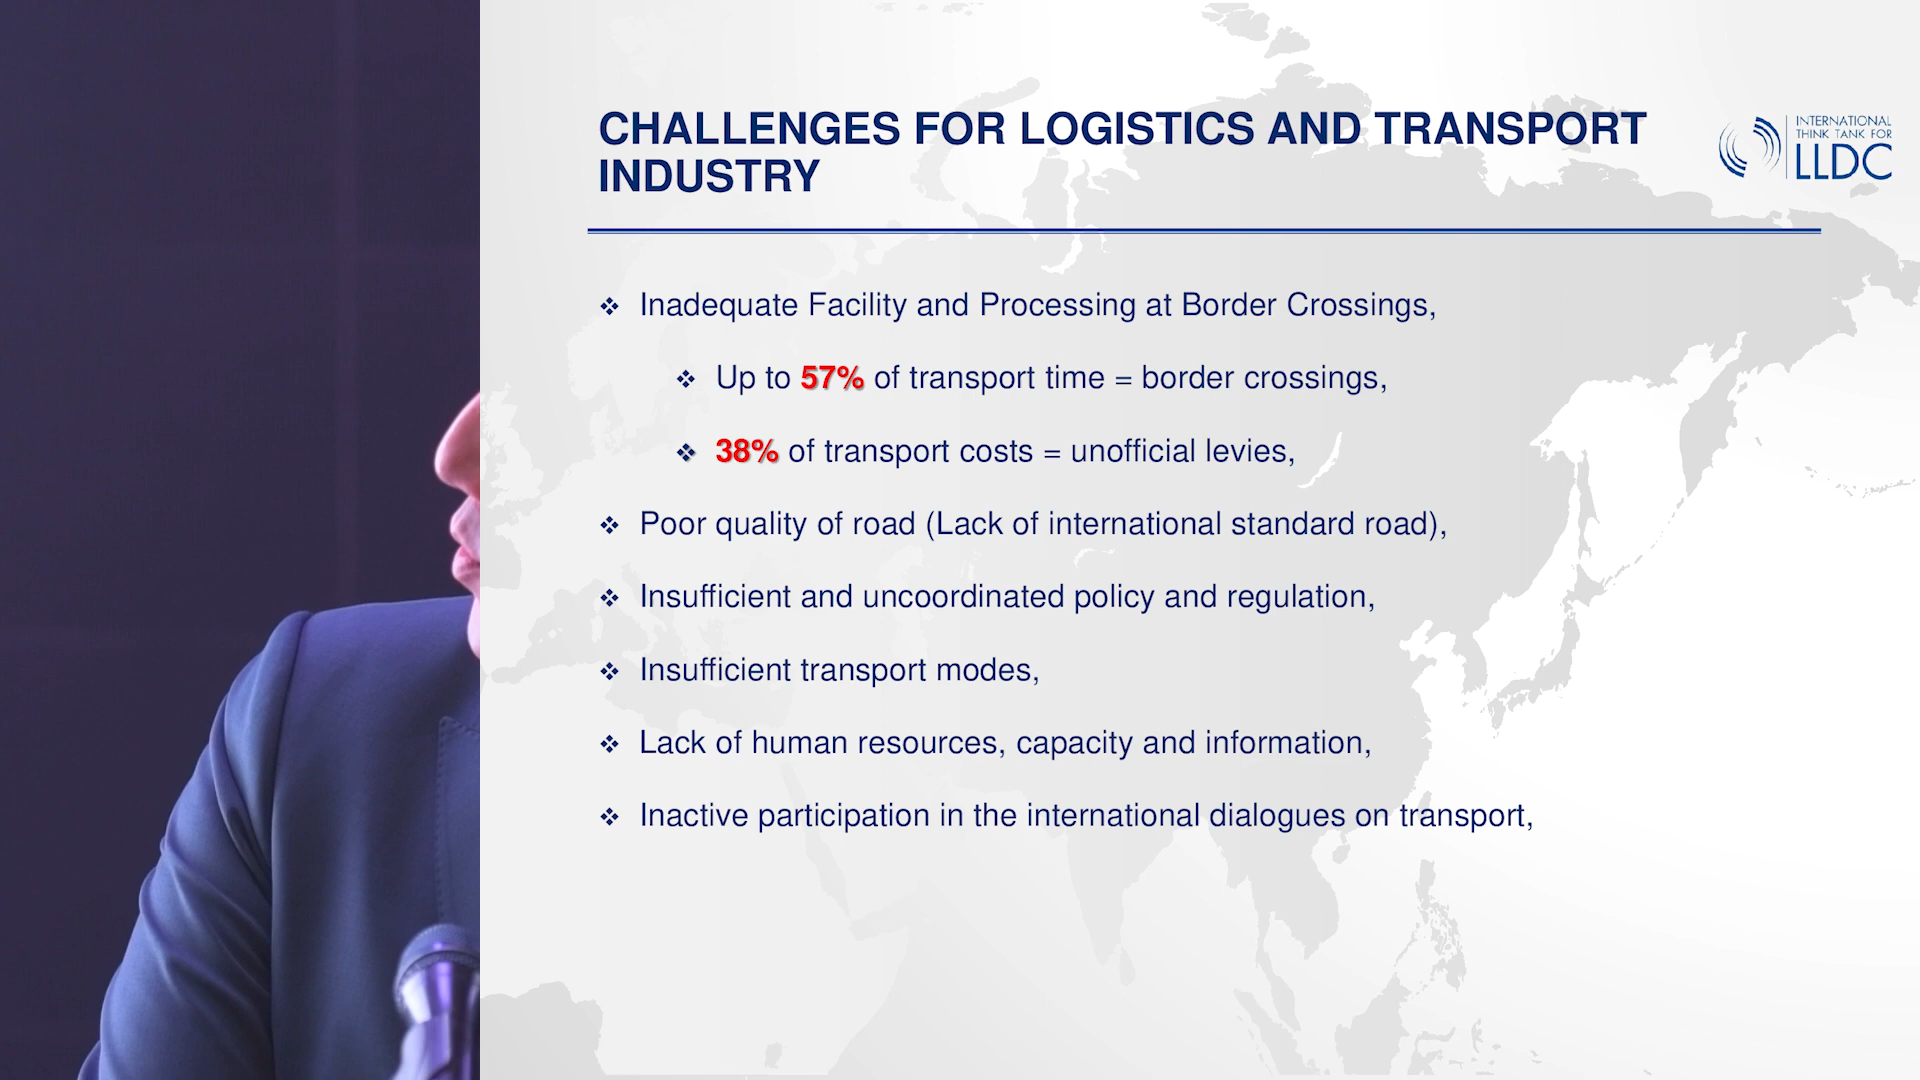 CHALLENGES FOR LOGISTICS AND TRANSPORT
INDUSTRY
INTERNATIONAL
THINK TANK FOR
LLDC
Inadequate Facility and Processing at Border Crossings,
Up to 57% of transport time = border crossings,
38% of transport costs = unofficial levies,
Poor quality of road (Lack of international standard road),
Insufficient and uncoordinated policy and regulation,
Insufficient transport modes,
Lack of human resources, capacity and information,
Inactive participation in the international dialogues on transport,